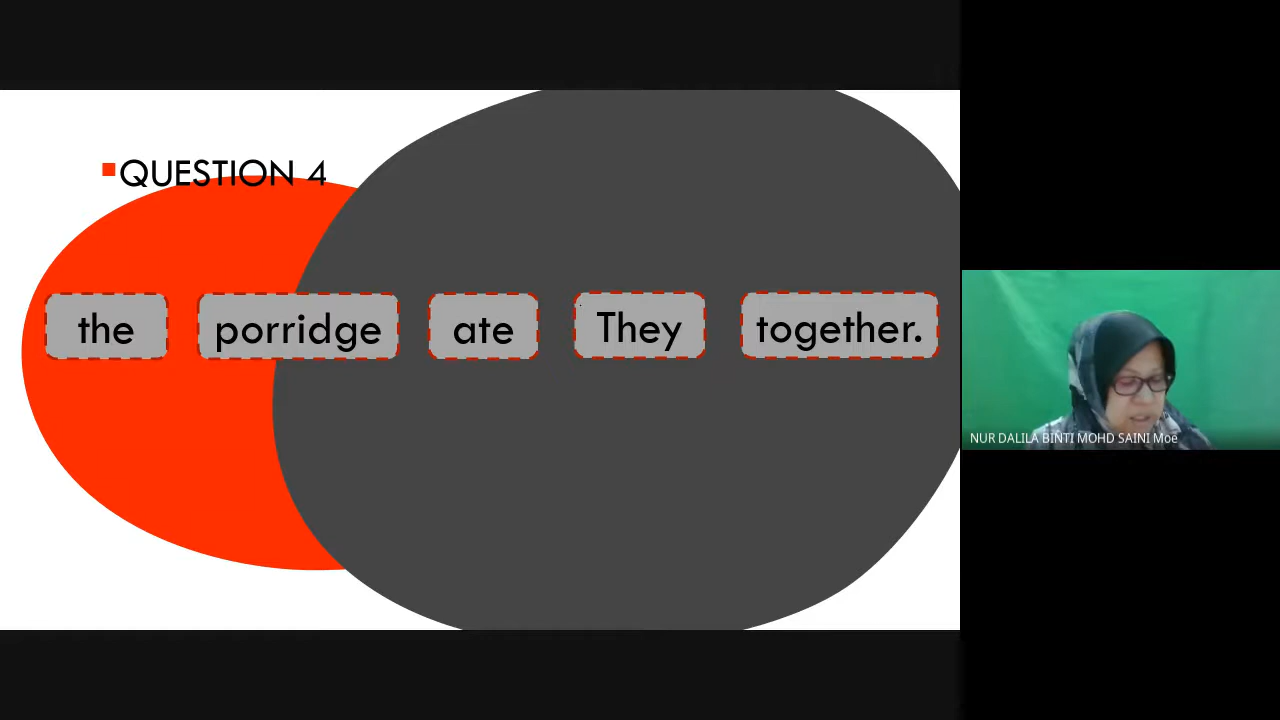 QUESTION 4
the porridge ate They together.
NUR DALILA BINTI MOHD SAINI Moe